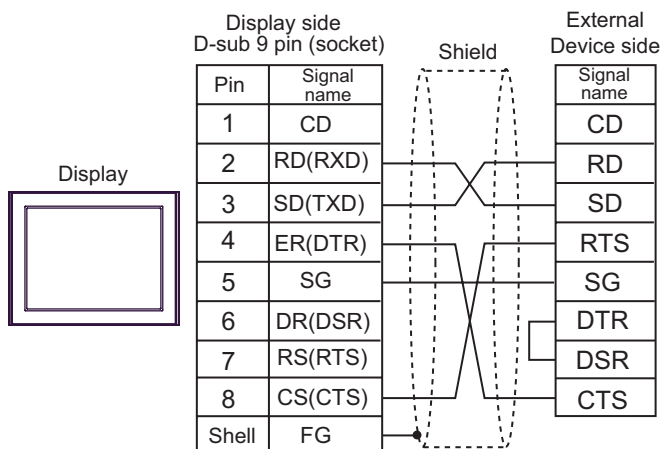 Display side
D-sub 9 pin (socket)
Shield
External
Device side
Pin
Signal
name
Signal
name
1 CD CD
2 RD(RXD) RD
Display
3 SD(TXD) SD
4 ER(DTR) RTS
5 SG SG
6 DR(DSR) DTR
7 RS(RTS) DSR
8 CS(CTS) CTS
Shell FG